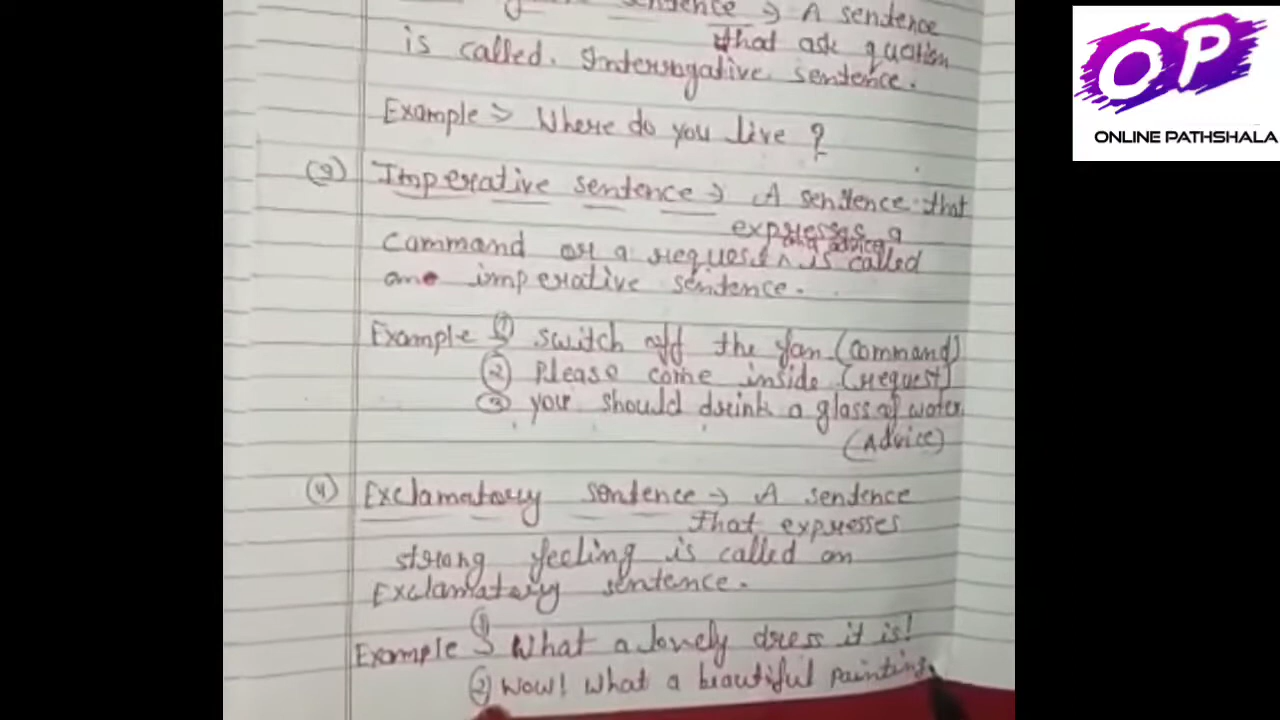 sentence → A sentence
that ask quation
is called. Interrogative sentence.
Example > Where do you live ?
(3) Imperative sentence → A sentence that
expresses a
and advice
command or a request ^ is called
an imperative sentence.
Example ① switch off the fan (command)
② Please come inside (request)
③ your should drink a glass of water
(Advice)
(4) Exclamatory sentence → A sentence
that expresses
strong feeling is called an
Exclamatory sentence.
Example ① What a lovely dress it is!
② Wow! What a beautiful painting
OP
ONLINE PATHSHALA